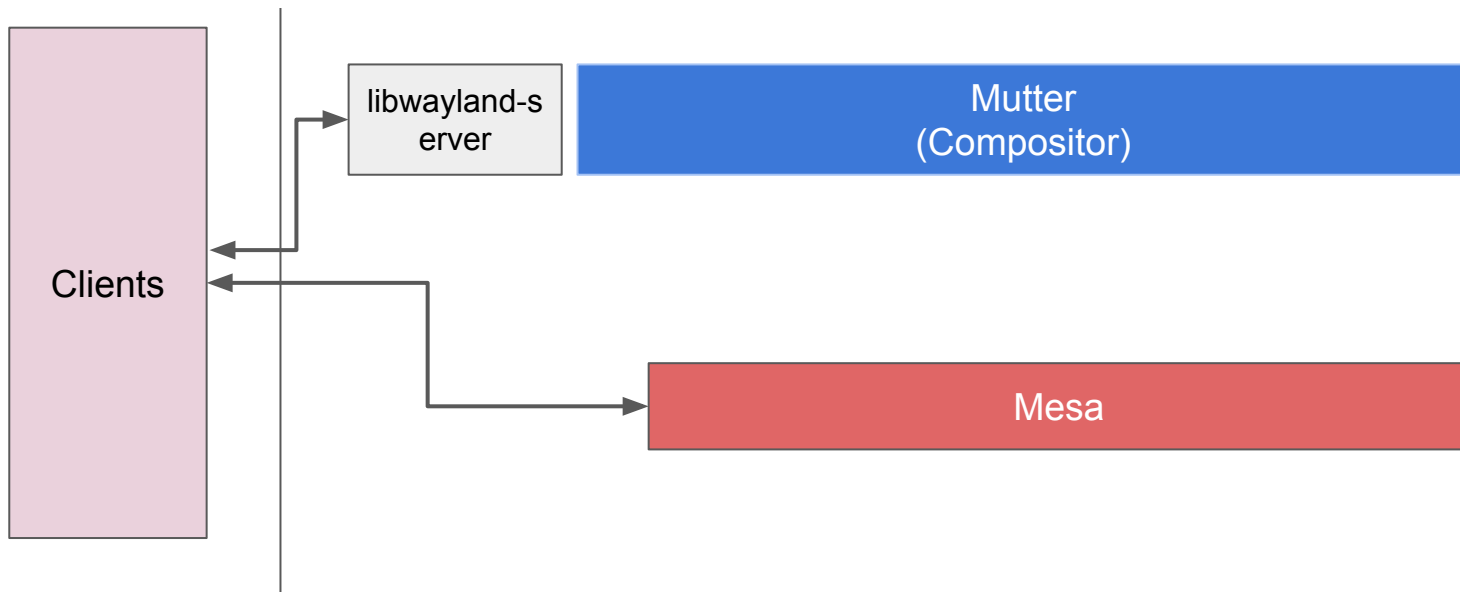 libwayland-s
erver
Mutter
(Compositor)
Clients
Mesa